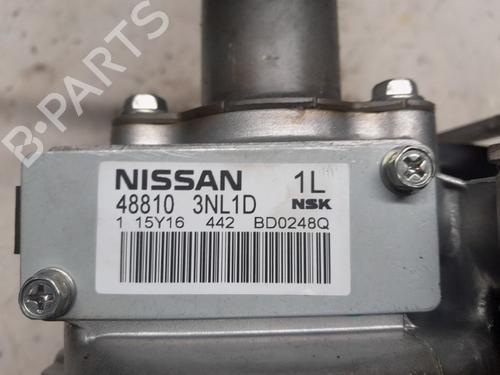 NISSAN 1L
48810 3NL1D NSK
1 15Y16 442 BD0248Q
B-PARTS